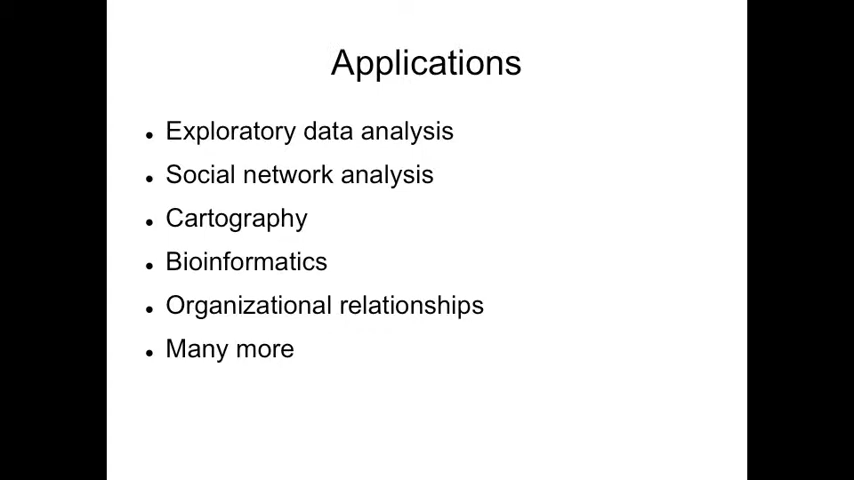 Applications
• Exploratory data analysis
• Social network analysis
• Cartography
• Bioinformatics
• Organizational relationships
• Many more